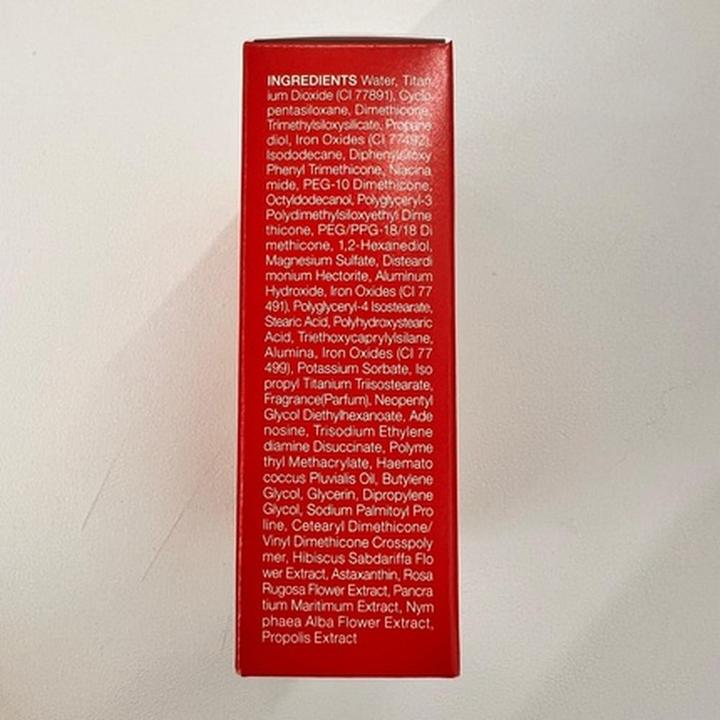 INGREDIENTS Water, Titan
ium Dioxide (CI 77891), Cyclo
pentasiloxane, Dimethicone,
Trimethylsiloxysilicate, Propane
diol, Iron Oxides (CI 77492),
Isododecane, Diphenylsiloxy
Phenyl Trimethicone, Niacina
mide, PEG-10 Dimethicone,
Octyldodecanol, Polyglyceryl-3
Polydimethylsiloxyethyl Dime
thicone, PEG/PPG-18/18 Di
methicone, 1,2-Hexanediol,
Magnesium Sulfate, Disteardi
monium Hectorite, Aluminum
Hydroxide, Iron Oxides (CI 77
491), Polyglyceryl-4 Isostearate,
Stearic Acid, Polyhydroxystearic
Acid, Triethoxycaprylylsilane,
Alumina, Iron Oxides (CI 77
499), Potassium Sorbate, Iso
propyl Titanium Triisostearate,
Fragrance(Parfum), Neopentyl
Glycol Diethylhexanoate, Ade
nosine, Trisodium Ethylene
diamine Disuccinate, Polyme
thyl Methacrylate, Haemato
coccus Pluvialis Oil, Butylene
Glycol, Glycerin, Dipropylene
Glycol, Sodium Palmitoyl Pro
line, Cetearyl Dimethicone/
Vinyl Dimethicone Crosspoly
mer, Hibiscus Sabdariffa Flo
wer Extract, Astaxanthin, Rosa
Rugosa Flower Extract, Pancra
tium Maritimum Extract, Nym
phaea Alba Flower Extract,
Propolis Extract